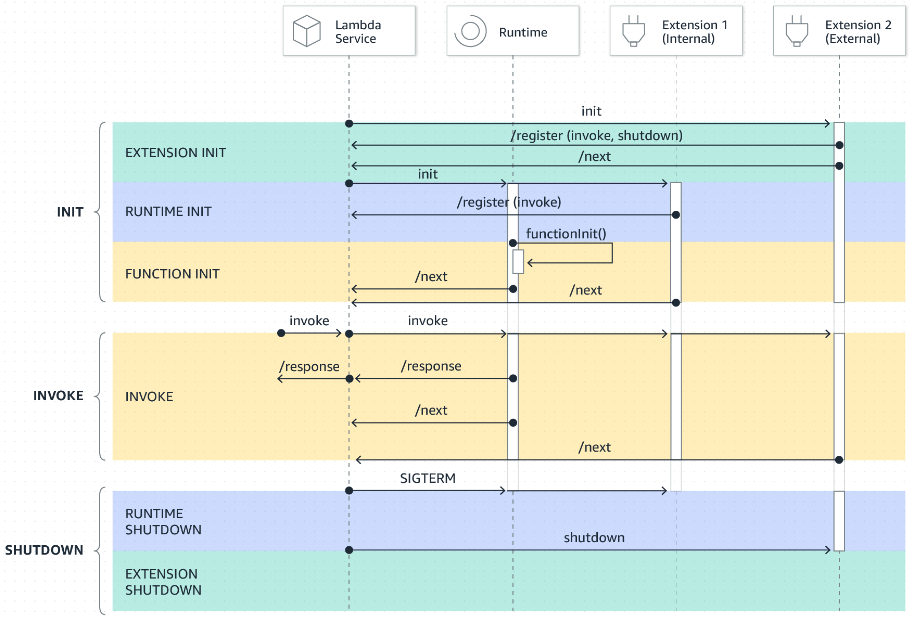 Lambda
Service
Runtime
Extension 1
(Internal)
Extension 2
(External)
init
/register (invoke, shutdown)
EXTENSION INIT
/next
init
/register (invoke)
INIT
RUNTIME INIT
functionInit()
FUNCTION INIT
/next
/next
invoke
invoke
/response
/response
INVOKE
INVOKE
/next
/next
SIGTERM
RUNTIME
SHUTDOWN
shutdown
SHUTDOWN
EXTENSION
SHUTDOWN